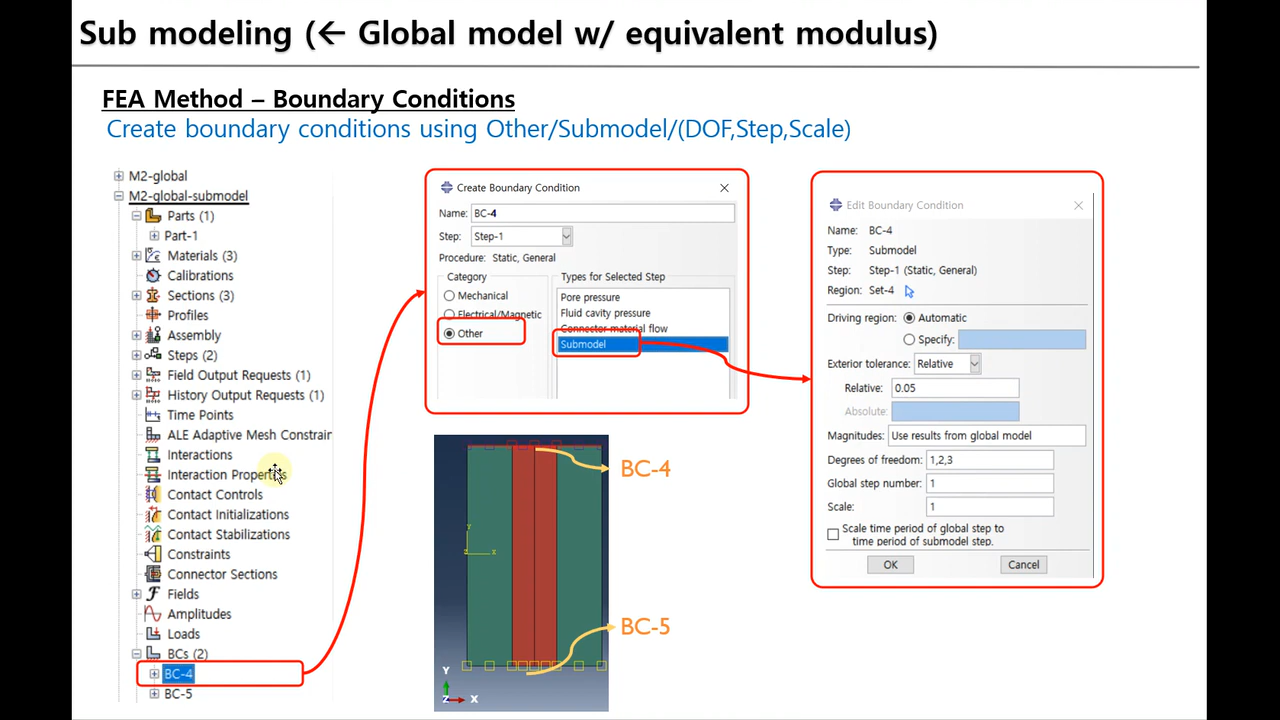 Sub modeling (← Global model w/ equivalent modulus)
FEA Method – Boundary Conditions
Create boundary conditions using Other/Submodel/(DOF,Step,Scale)
M2-global
M2-global-submodel
Parts (1)
Part-1
Materials (3)
Calibrations
Sections (3)
Profiles
Assembly
Steps (2)
Field Output Requests (1)
History Output Requests (1)
Time Points
ALE Adaptive Mesh Constrain
Interactions
Interaction Properties
Contact Controls
Contact Initializations
Contact Stabilizations
Constraints
Connector Sections
Fields
Amplitudes
Loads
BCs (2)
BC-4
BC-5
Create Boundary Condition
Name: BC-4
Step: Step-1
Procedure: Static, General
Category
Mechanical
Electrical/Magnetic
Other
Types for Selected Step
Pore pressure
Fluid cavity pressure
Connector material flow
Submodel
BC-4
BC-5
Y
Z X
Y
X
Edit Boundary Condition
Name: BC-4
Type: Submodel
Step: Step-1 (Static, General)
Region: Set-4
Driving region: Automatic
Specify:
Exterior tolerance: Relative
Relative: 0.05
Absolute:
Magnitudes: Use results from global model
Degrees of freedom: 1,2,3
Global step number: 1
Scale: 1
Scale time period of global step to
time period of submodel step.
OK Cancel